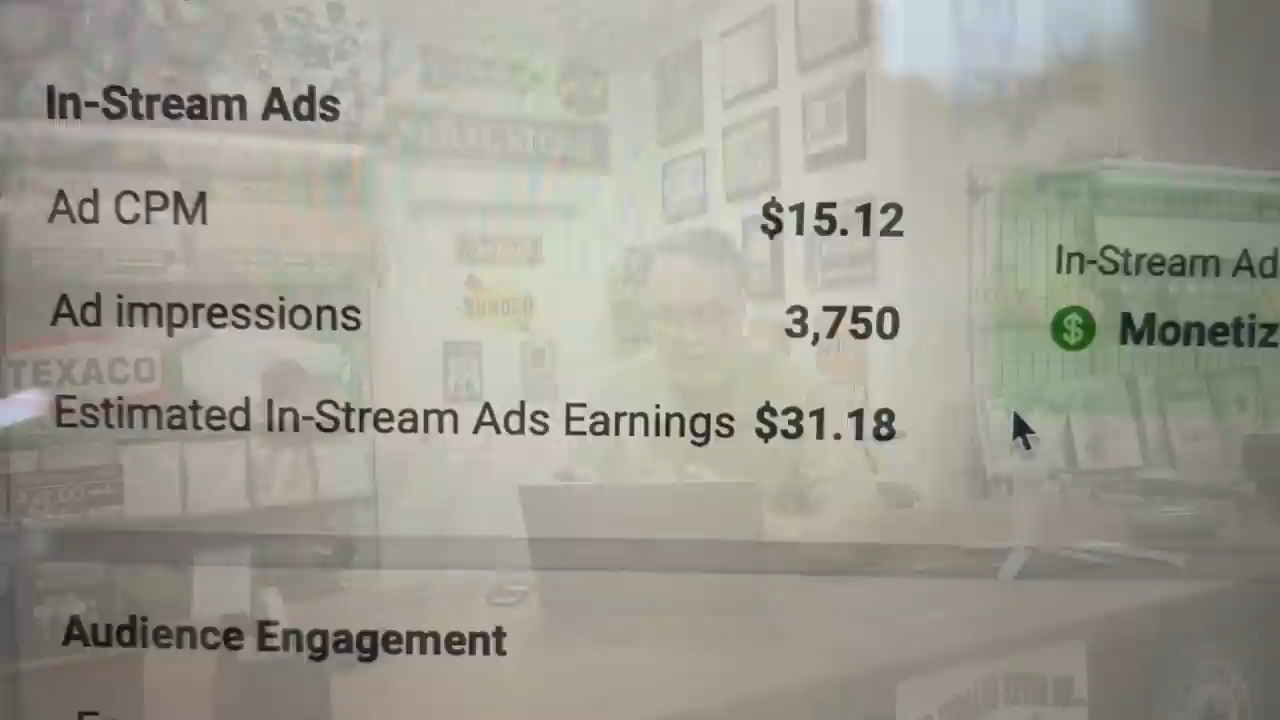 In-Stream Ads
Ad CPM $15.12
In-Stream Ad
Ad impressions 3,750
$ Monetiz
TEXACO
Estimated In-Stream Ads Earnings $31.18
SUNOCO
Audience Engagement